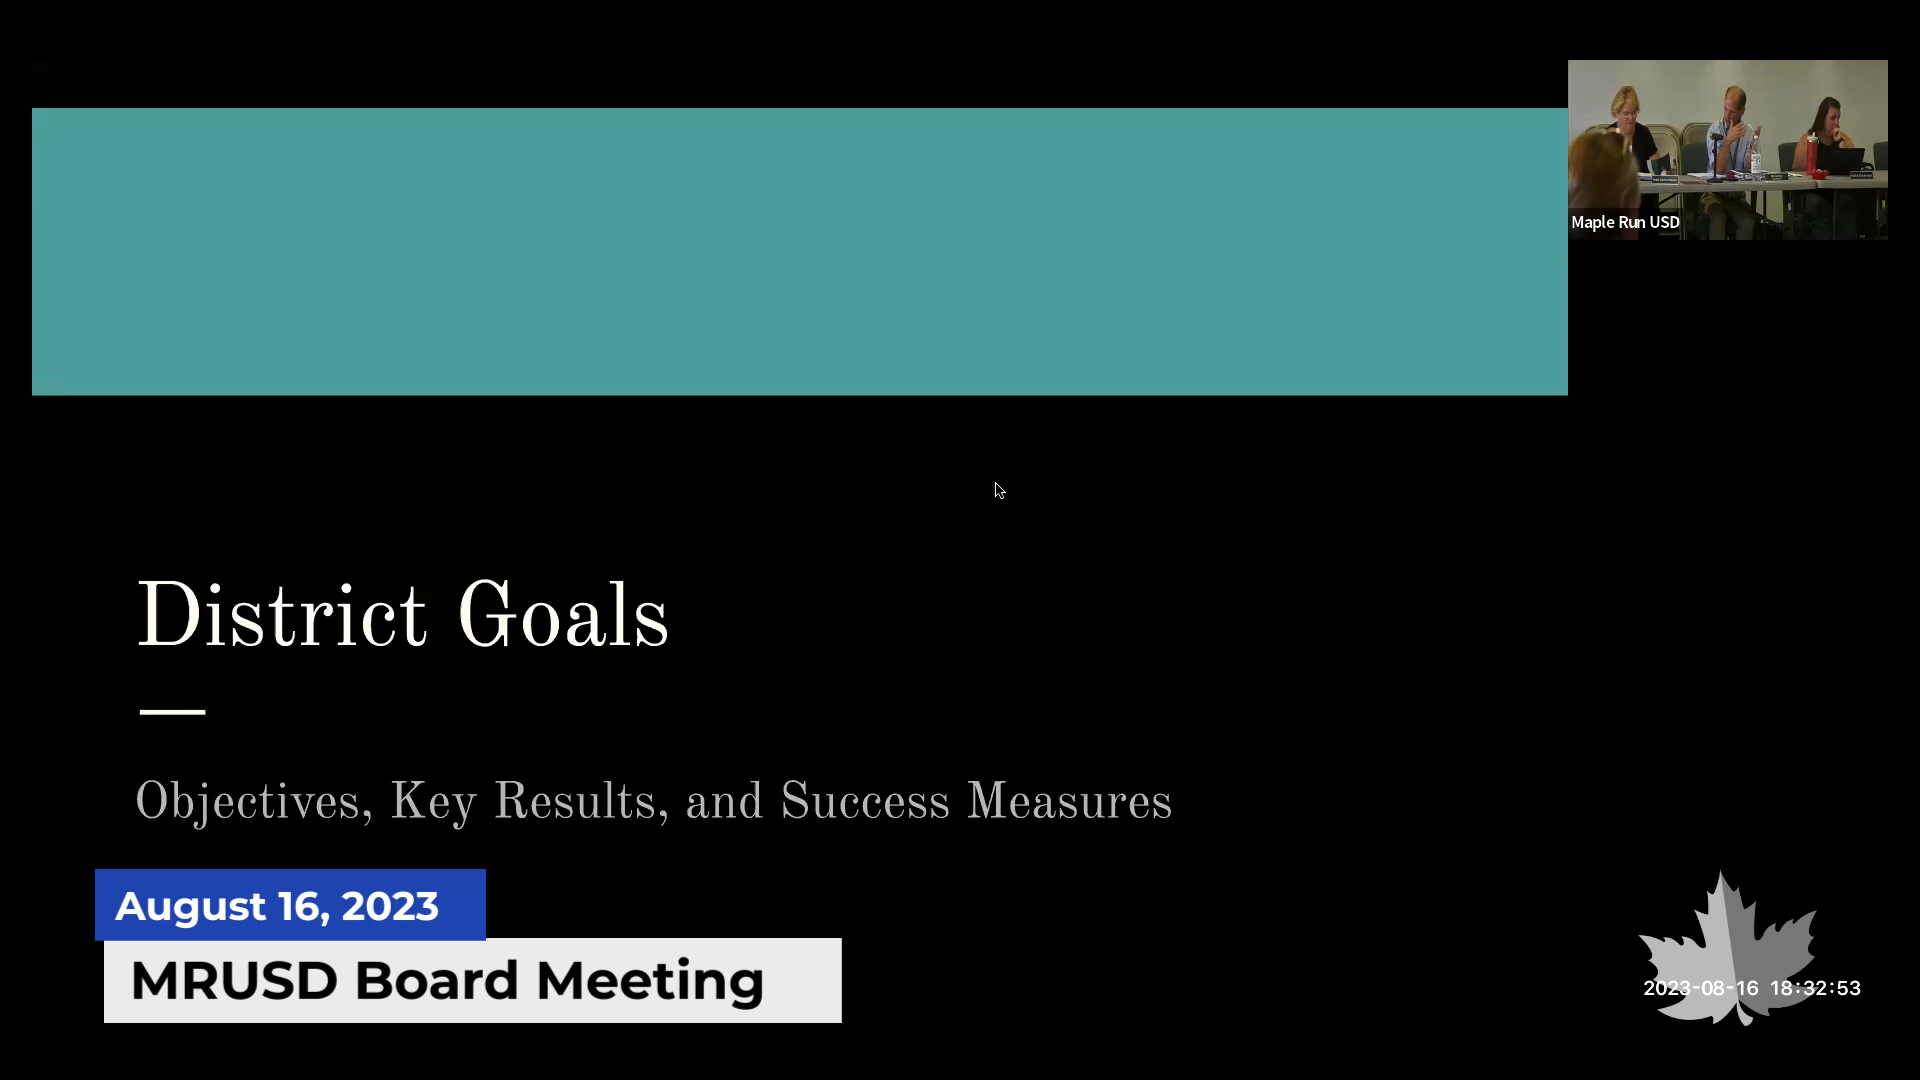 Maple Run USD
District Goals
Objectives, Key Results, and Success Measures
August 16, 2023
MRUSD Board Meeting
2023-08-16 18:32:53